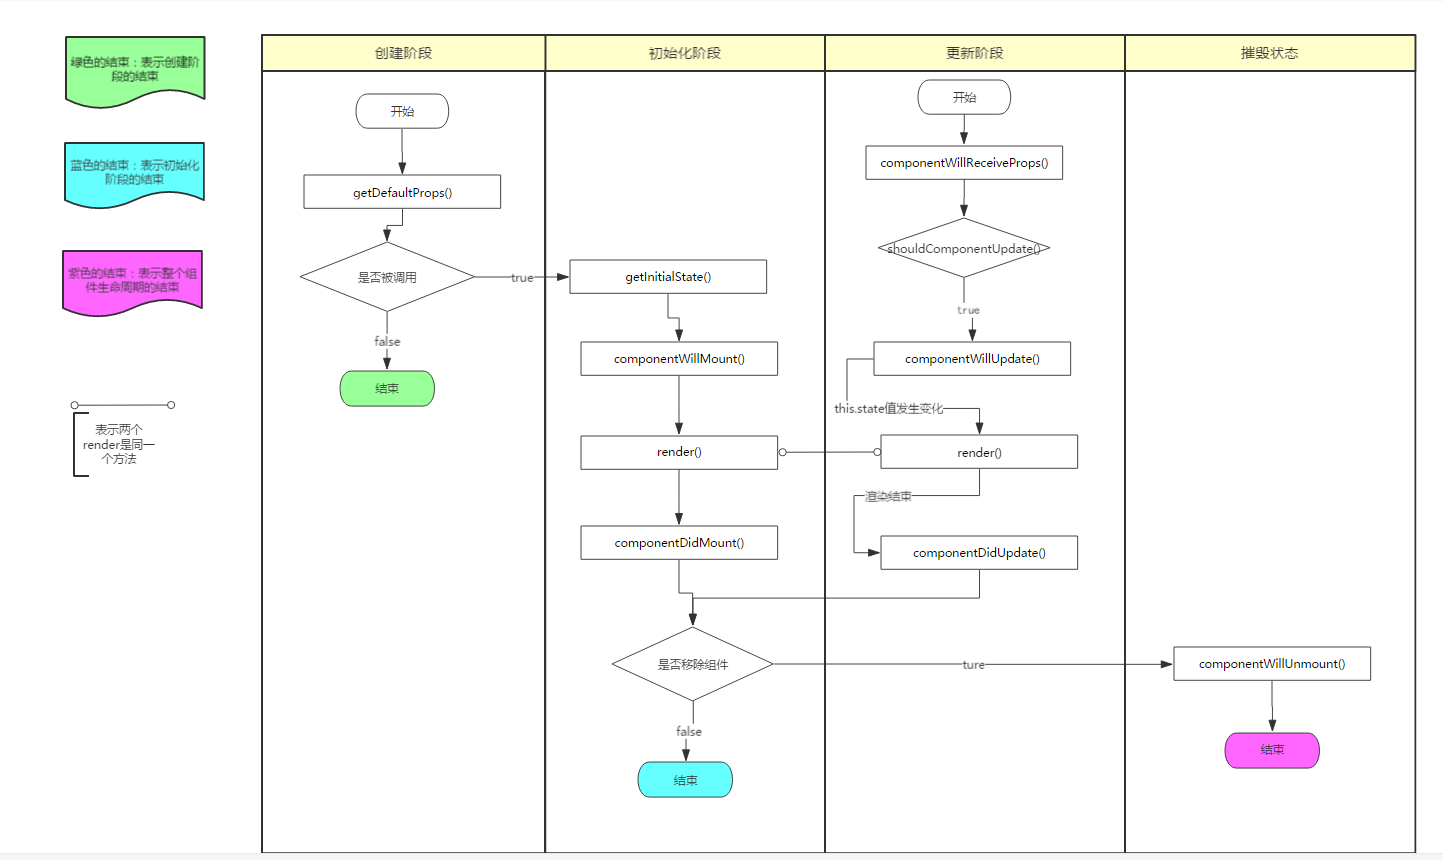 绿色的结束：表示创建阶
段的结束
蓝色的结束：表示初始化
阶段的结束
紫色的结束：表示整个组
件生命周期的结束
表示两个
render是同一
个方法
创建阶段
初始化阶段
更新阶段
摧毁状态
开始
getDefaultProps()
是否被调用
true
false
结束
getInitialState()
componentWillMount()
render()
componentDidMount()
是否移除组件
ture
false
结束
开始
componentWillReceiveProps()
shouldComponentUpdate()
true
componentWillUpdate()
this.state值发生变化
render()
渲染结束
componentDidUpdate()
componentWillUnmount()
结束